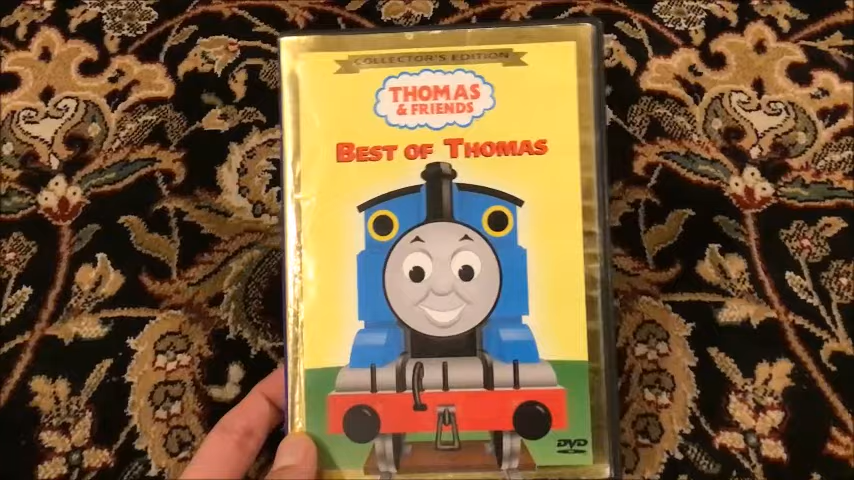 COLLECTOR'S EDITION
THOMAS
& FRIENDS
BEST OF THOMAS
DVD